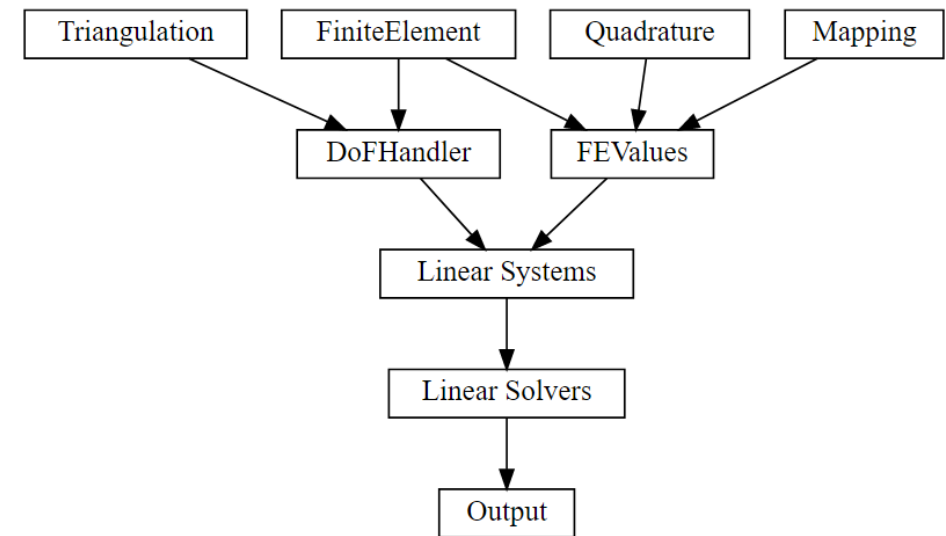 Triangulation
FiniteElement
Quadrature
Mapping
DoFHandler
FEValues
Linear Systems
Linear Solvers
Output